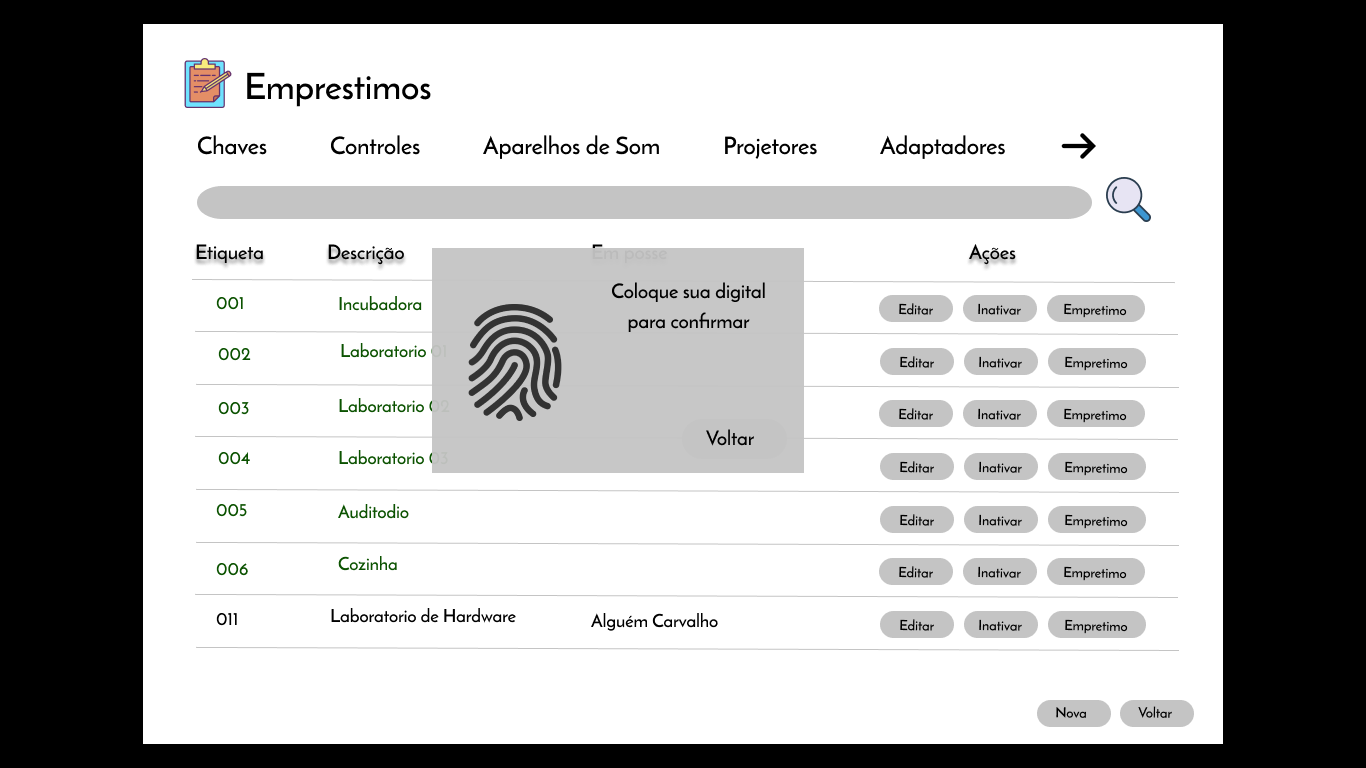 Emprestimos
Chaves Controles Aparelhos de Som Projetores Adaptadores
Etiqueta Descrição Em posse Ações
001 Incubadora Editar Inativar Empretimo
002 Laboratorio 01 Editar Inativar Empretimo
003 Laboratorio 02 Editar Inativar Empretimo
004 Laboratorio 03 Editar Inativar Empretimo
005 Auditodio Editar Inativar Empretimo
006 Cozinha Editar Inativar Empretimo
011 Laboratorio de Hardware Alguém Carvalho Editar Inativar Empretimo
Coloque sua digital
para confirmar
Voltar
Nova Voltar